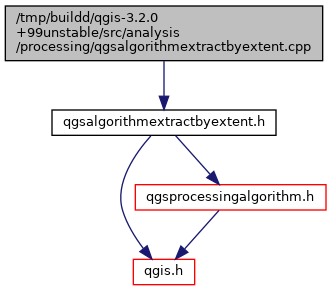 /tmp/buildd/qgis-3.2.0
+99unstable/src/analysis
/processing/qgsalgorithmextractbyextent.cpp
qgsalgorithmextractbyextent.h
qgsprocessingalgorithm.h
qgis.h